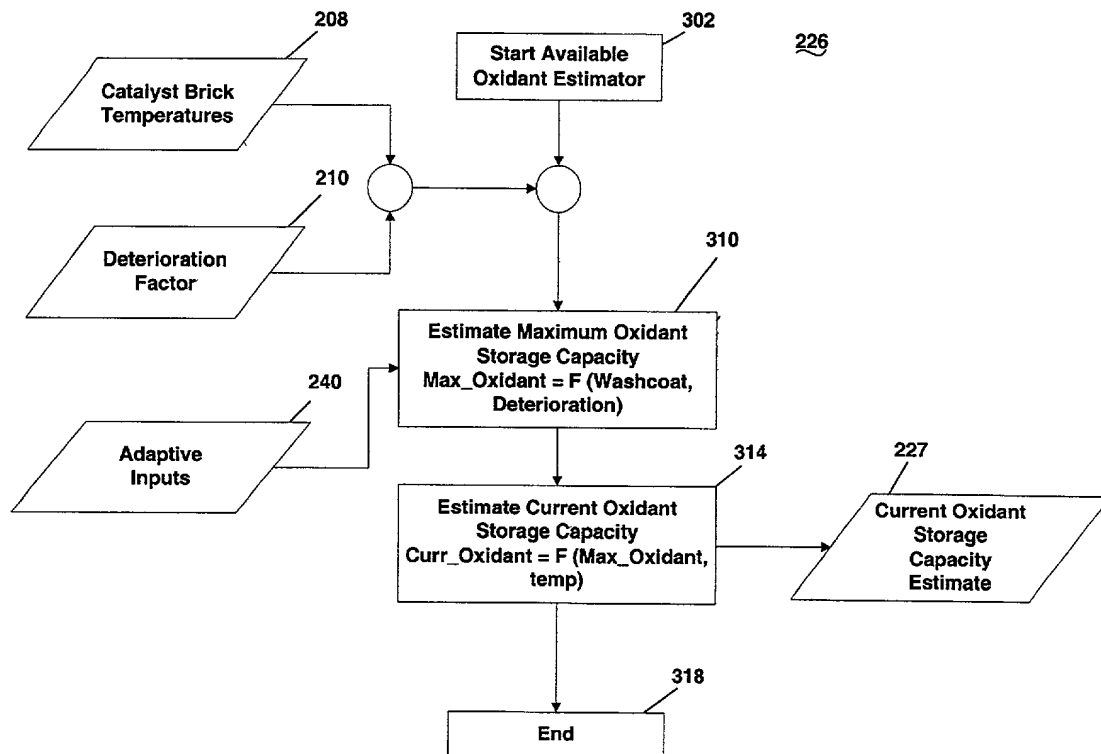 208
302
226
Start Available
Oxidant Estimator
Catalyst Brick
Temperatures
210
Deterioration
Factor
310
Estimate Maximum Oxidant
Storage Capacity
Max_Oxidant = F (Washcoat,
Deterioration)
240
Adaptive
Inputs
314
Estimate Current Oxidant
Storage Capacity
Curr_Oxidant = F (Max_Oxidant,
temp)
227
Current Oxidant
Storage
Capacity
Estimate
318
End